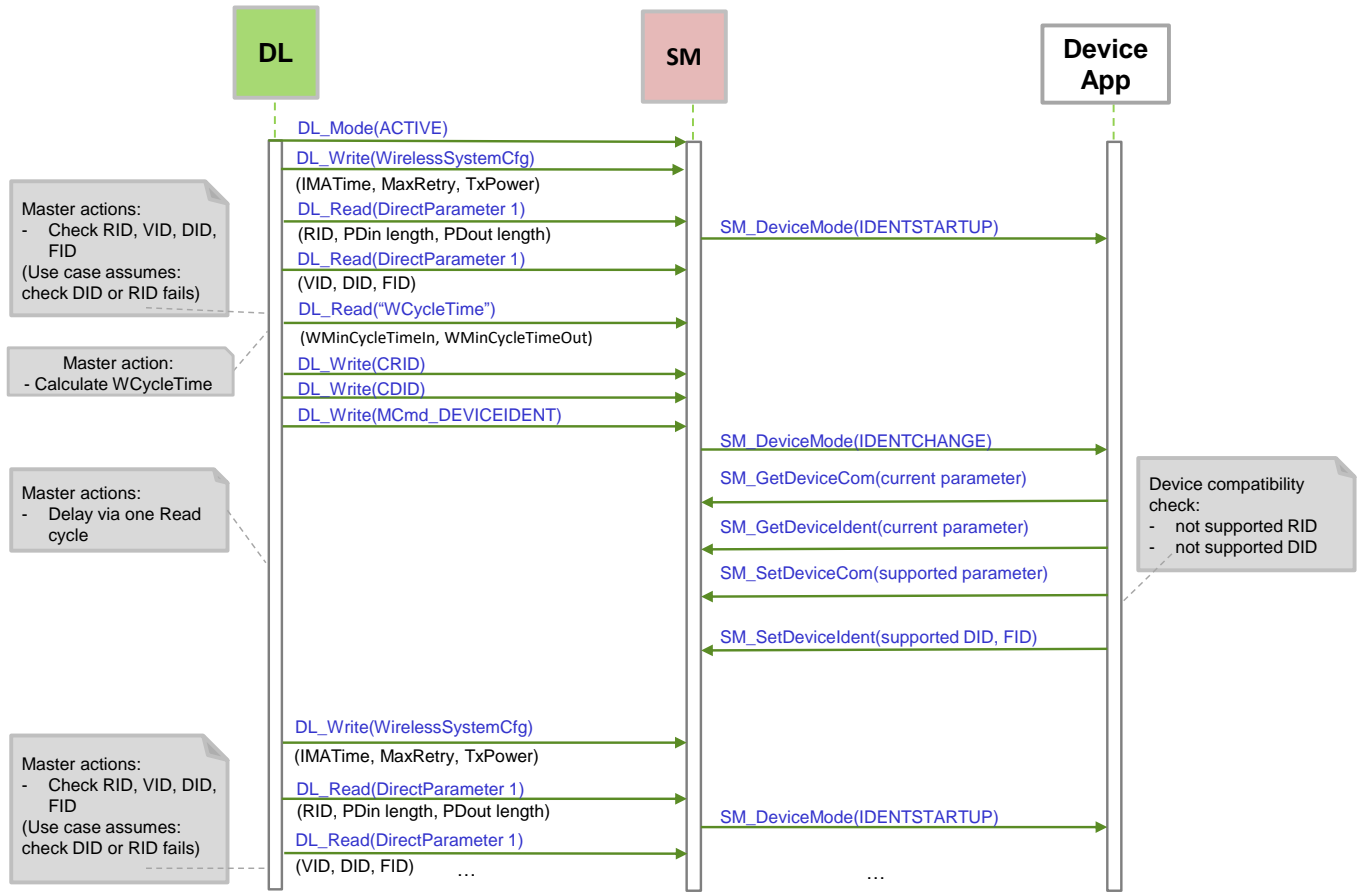 DL
SM
Device
App
DL_Mode(ACTIVE)
DL_Write(WirelessSystemCfg)
(IMATime, MaxRetry, TxPower)
Master actions:
- Check RID, VID, DID,
FID
(Use case assumes:
check DID or RID fails)
DL_Read(DirectParameter 1)
(RID, PDin length, PDout length)
SM_DeviceMode(IDENTSTARTUP)
DL_Read(DirectParameter 1)
(VID, DID, FID)
DL_Read(“WCycleTime”)
(WMinCycleTimeIn, WMinCycleTimeOut)
Master action:
- Calculate WCycleTime
DL_Write(CRID)
DL_Write(CDID)
DL_Write(MCmd_DEVICEIDENT)
SM_DeviceMode(IDENTCHANGE)
SM_GetDeviceCom(current parameter)
Master actions:
- Delay via one Read
cycle
Device compatibility
check:
- not supported RID
- not supported DID
SM_GetDeviceIdent(current parameter)
SM_SetDeviceCom(supported parameter)
SM_SetDeviceIdent(supported DID, FID)
DL_Write(WirelessSystemCfg)
(IMATime, MaxRetry, TxPower)
Master actions:
- Check RID, VID, DID,
FID
(Use case assumes:
check DID or RID fails)
DL_Read(DirectParameter 1)
(RID, PDin length, PDout length)
SM_DeviceMode(IDENTSTARTUP)
DL_Read(DirectParameter 1)
(VID, DID, FID) …
…